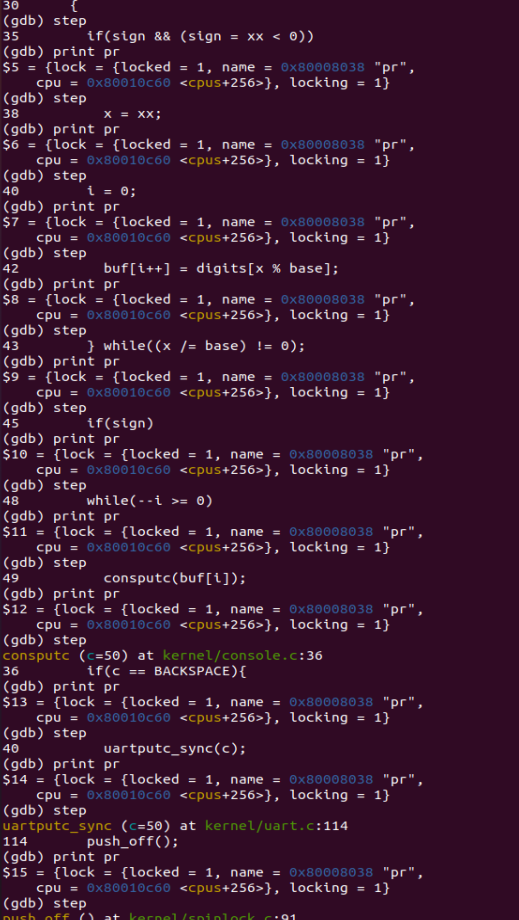 30      {
(gdb) step
35        if(sign && (sign = xx < 0))
(gdb) print pr
$5 = {lock = {locked = 1, name = 0x80008038 "pr",
    cpu = 0x80010c60 <cpus+256>}, locking = 1}
(gdb) step
38          x = xx;
(gdb) print pr
$6 = {lock = {locked = 1, name = 0x80008038 "pr",
    cpu = 0x80010c60 <cpus+256>}, locking = 1}
(gdb) step
40        i = 0;
(gdb) print pr
$7 = {lock = {locked = 1, name = 0x80008038 "pr",
    cpu = 0x80010c60 <cpus+256>}, locking = 1}
(gdb) step
42          buf[i++] = digits[x % base];
(gdb) print pr
$8 = {lock = {locked = 1, name = 0x80008038 "pr",
    cpu = 0x80010c60 <cpus+256>}, locking = 1}
(gdb) step
43        } while((x /= base) != 0);
(gdb) print pr
$9 = {lock = {locked = 1, name = 0x80008038 "pr",
    cpu = 0x80010c60 <cpus+256>}, locking = 1}
(gdb) step
45        if(sign)
(gdb) print pr
$10 = {lock = {locked = 1, name = 0x80008038 "pr",
    cpu = 0x80010c60 <cpus+256>}, locking = 1}
(gdb) step
48        while(--i >= 0)
(gdb) print pr
$11 = {lock = {locked = 1, name = 0x80008038 "pr",
    cpu = 0x80010c60 <cpus+256>}, locking = 1}
(gdb) step
49          consputc(buf[i]);
(gdb) print pr
$12 = {lock = {locked = 1, name = 0x80008038 "pr",
    cpu = 0x80010c60 <cpus+256>}, locking = 1}
(gdb) step
consputc (c=50) at kernel/console.c:36
36        if(c == BACKSPACE){
(gdb) print pr
$13 = {lock = {locked = 1, name = 0x80008038 "pr",
    cpu = 0x80010c60 <cpus+256>}, locking = 1}
(gdb) step
40          uartputc_sync(c);
(gdb) print pr
$14 = {lock = {locked = 1, name = 0x80008038 "pr",
    cpu = 0x80010c60 <cpus+256>}, locking = 1}
(gdb) step
uartputc_sync (c=50) at kernel/uart.c:114
114       push_off();
(gdb) print pr
$15 = {lock = {locked = 1, name = 0x80008038 "pr",
    cpu = 0x80010c60 <cpus+256>}, locking = 1}
(gdb) step
push_off () at kernel/spinlock.c:91